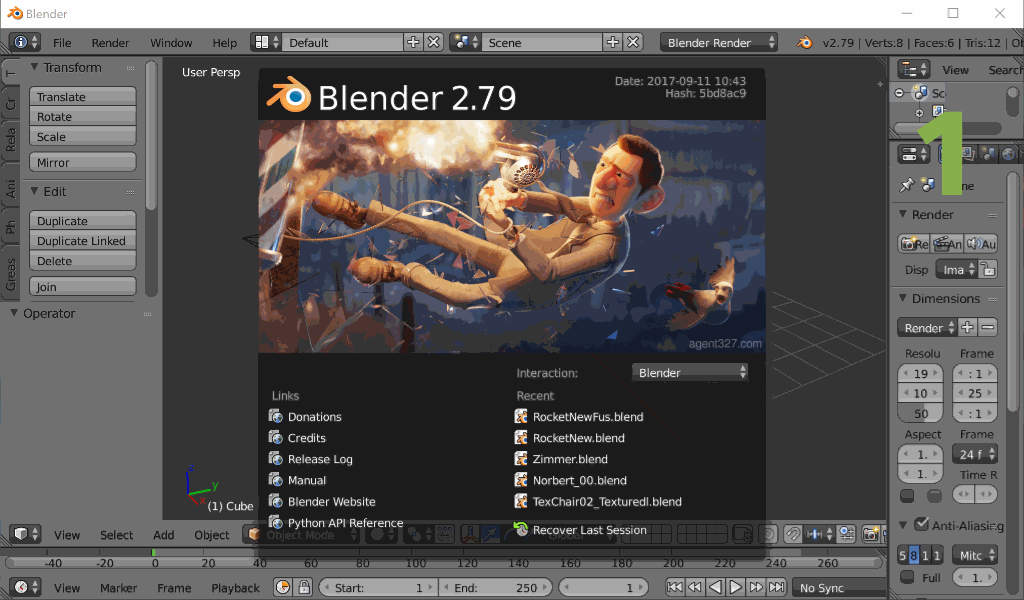 Blender
File Render Window Help Default Scene Blender Render v2.79 | Verts:8 | Faces:6 | Tris:12 |
User Persp
View Search
Transform
Translate
Rotate
Scale
Mirror
Edit
Duplicate
Duplicate Linked
Delete
Join
Operator
T
Cr
Rela
Ani
Ph
Greas
Blender 2.79
Date: 2017-09-11 10:43
Hash: 5bd8ac9
agent327.com
Interaction: Blender
Links
Donations
Credits
Release Log
Manual
Blender Website
Python API Reference
Recent
RocketNewFus.blend
RocketNew.blend
Zimmer.blend
Norbert_00.blend
TexChair02_Texturedl.blend
Recover Last Session
z
y
x
(1) Cube
Sc
1
ne
Render
Re An Au
Disp Ima
Dimensions
Render
Resolu Frame
19 : 1
10 : 25
50 : 1
Aspect Frame
1. 24 f
1. Time R
Anti-Aliasing
5 8 1 1 Mitc
Full 1.
View Select Add Object Object Mode Global
-40 -20 0 20 40 60 80 100 120 140 160 180 200 220 240 260
View Marker Frame Playback Start: 1 End: 250 1 No Sync